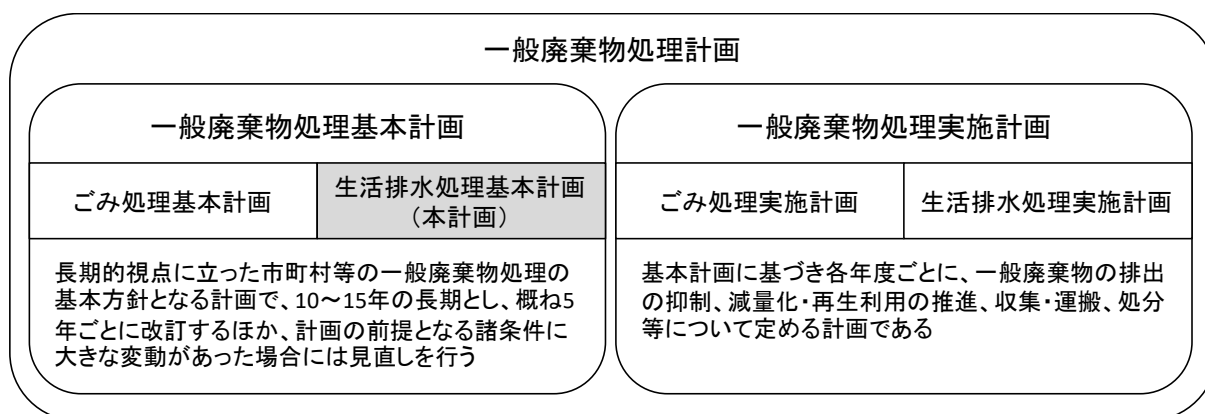 一般廃棄物処理計画
一般廃棄物処理基本計画
ごみ処理基本計画
生活排水処理基本計画
(本計画)
長期的視点に立った市町村等の一般廃棄物処理の
基本方針となる計画で、10～15年の長期とし、概ね5
年ごとに改訂するほか、計画の前提となる諸条件に
大きな変動があった場合には見直しを行う
一般廃棄物処理実施計画
ごみ処理実施計画
生活排水処理実施計画
基本計画に基づき各年度ごとに、一般廃棄物の排出
の抑制、減量化・再生利用の推進、収集・運搬、処分
等について定める計画である